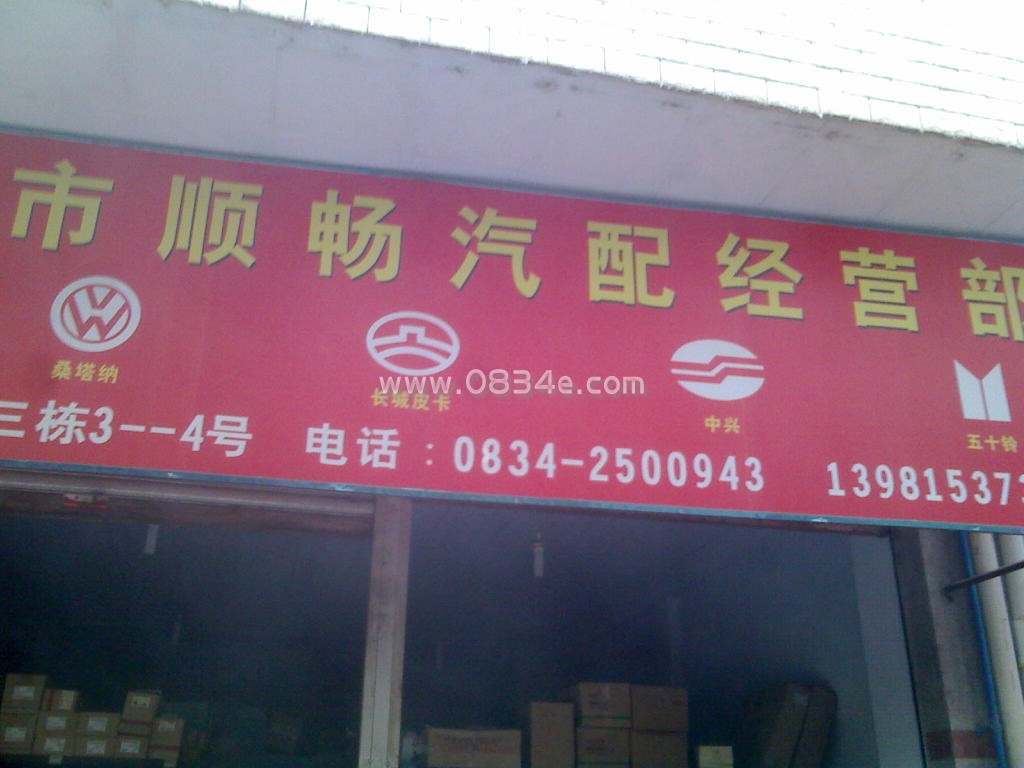 市顺畅汽配经营部
桑塔纳 长城皮卡 中兴 五十铃
www.0834e.com
三栋3--4号 电话：0834-2500943 139815373